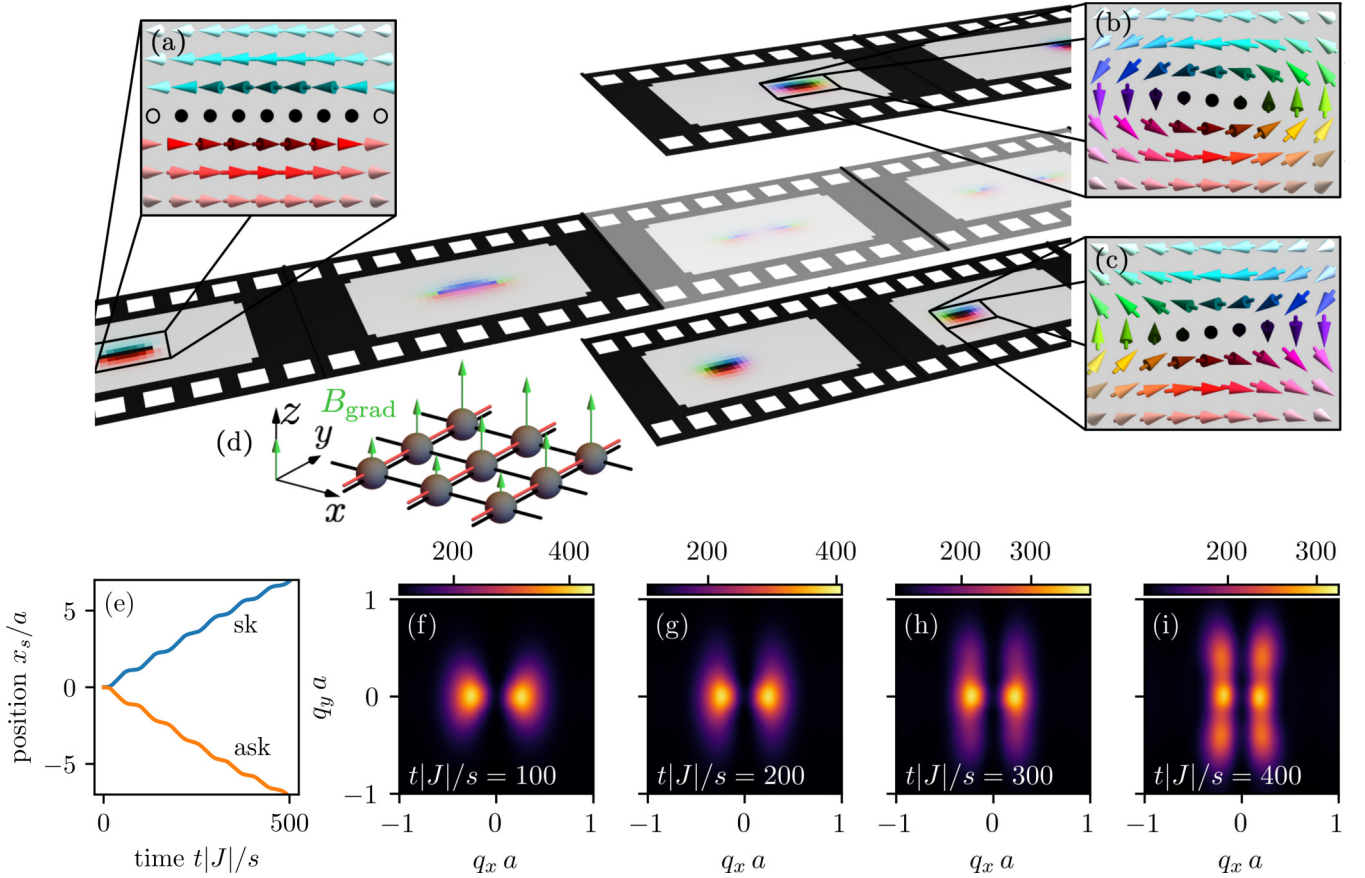 (a)
(b)
(c)
(d)
z
y
x
B_grad
200 400
200 400
200 300
200 300
(e)
sk
ask
5
0
−5
position x_s/a
0 500
time t|J|/s
(f)
t|J|/s = 100
(g)
t|J|/s = 200
(h)
t|J|/s = 300
(i)
t|J|/s = 400
1
0
−1
q_y a
−1 0 1
−1 0 1
−1 0 1
−1 0 1
q_x a
q_x a
q_x a
q_x a